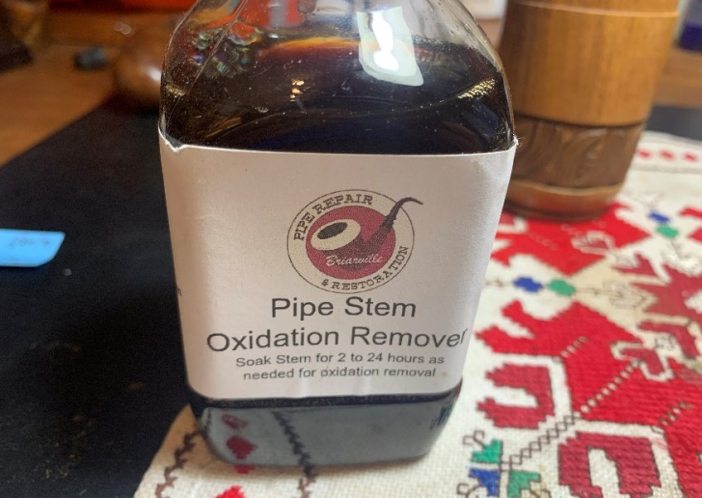 PIPE REPAIR
Briarville
& RESTORATION
Pipe Stem
Oxidation Remover
Soak Stem for 2 to 24 hours as
needed for oxidation removal